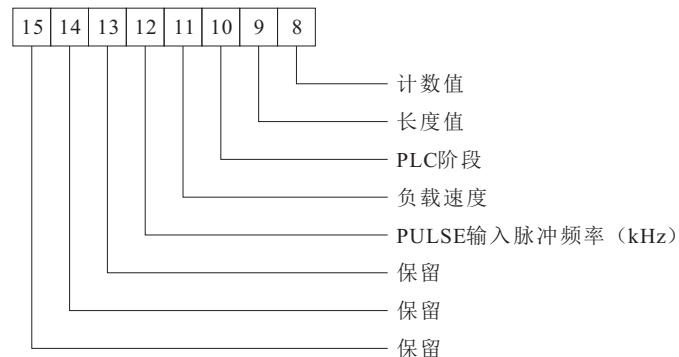 15 14 13 12 11 10 9 8
计数值
长度值
PLC阶段
负载速度
PULSE输入脉冲频率（kHz）
保留
保留
保留